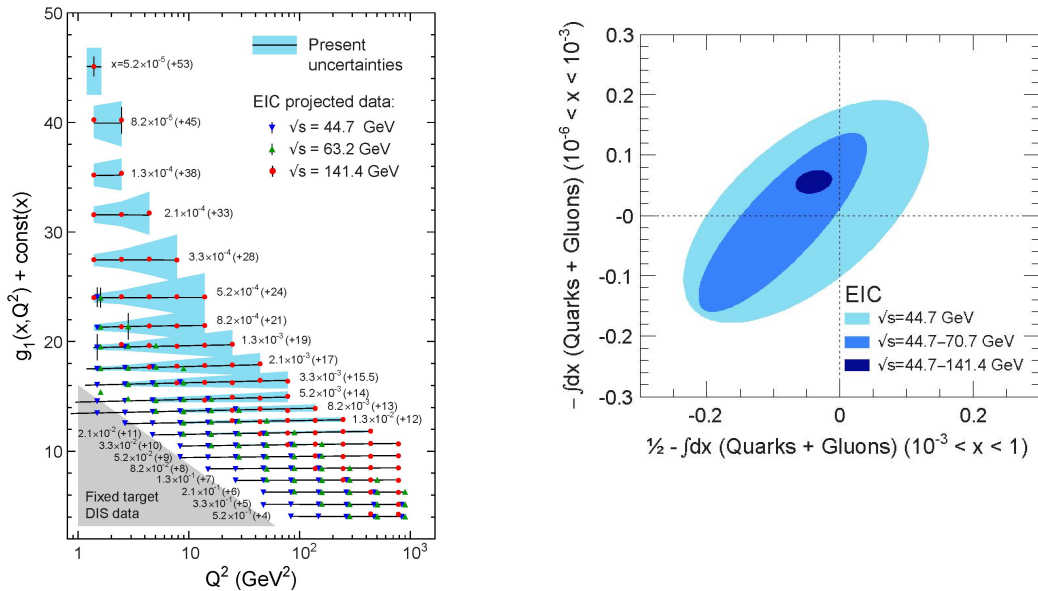 50
40
30
20
10
1
10
10²
10³
g₁(x,Q²) + const(x)
Q² (GeV²)
Present
uncertainties
EIC projected data:
√s = 44.7 GeV
√s = 63.2 GeV
√s = 141.4 GeV
x=5.2×10⁻⁵ (+53)
8.2×10⁻⁵ (+45)
1.3×10⁻⁴ (+38)
2.1×10⁻⁴ (+33)
3.3×10⁻⁴ (+28)
5.2×10⁻⁴ (+24)
8.2×10⁻⁴ (+21)
1.3×10⁻³ (+19)
2.1×10⁻³ (+17)
3.3×10⁻³ (+15.5)
5.2×10⁻³ (+14)
8.2×10⁻³ (+13)
1.3×10⁻² (+12)
2.1×10⁻² (+11)
3.3×10⁻² (+10)
5.2×10⁻² (+9)
8.2×10⁻² (+8)
1.3×10⁻¹ (+7)
2.1×10⁻¹ (+6)
3.3×10⁻¹ (+5)
5.2×10⁻¹ (+4)
Fixed target
DIS data
0.3
0.2
0.1
-0
-0.1
-0.2
-0.3
-0.2
0
0.2
- ∫dx (Quarks + Gluons) (10⁻⁶ < x < 10⁻³)
½ - ∫dx (Quarks + Gluons) (10⁻³ < x < 1)
EIC
√s=44.7 GeV
√s=44.7–70.7 GeV
√s=44.7–141.4 GeV